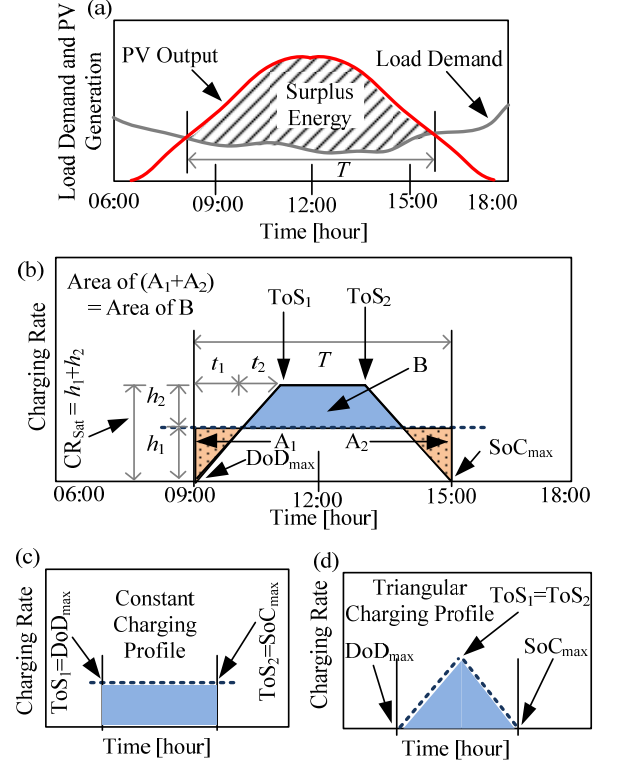 (a)
Load Demand and PV
Generation
PV Output
Load Demand
Surplus
Energy
T
06:00 09:00 12:00 15:00 18:00
Time [hour]
(b)
Charging Rate
Area of (A1+A2)
= Area of B
ToS1 ToS2
t1 t2 T
B
CRSat = h1+h2
h2
h1
A1 A2
DoDmax
SoCmax
06:00 09:00 12:00 15:00 18:00
Time [hour]
(c)
Charging Rate
ToS1=DoDmax
Constant
Charging
Profile
ToS2=SoCmax
Time [hour]
(d)
Charging Rate
Triangular
Charging Profile
ToS1=ToS2
DoDmax
SoCmax
Time [hour]